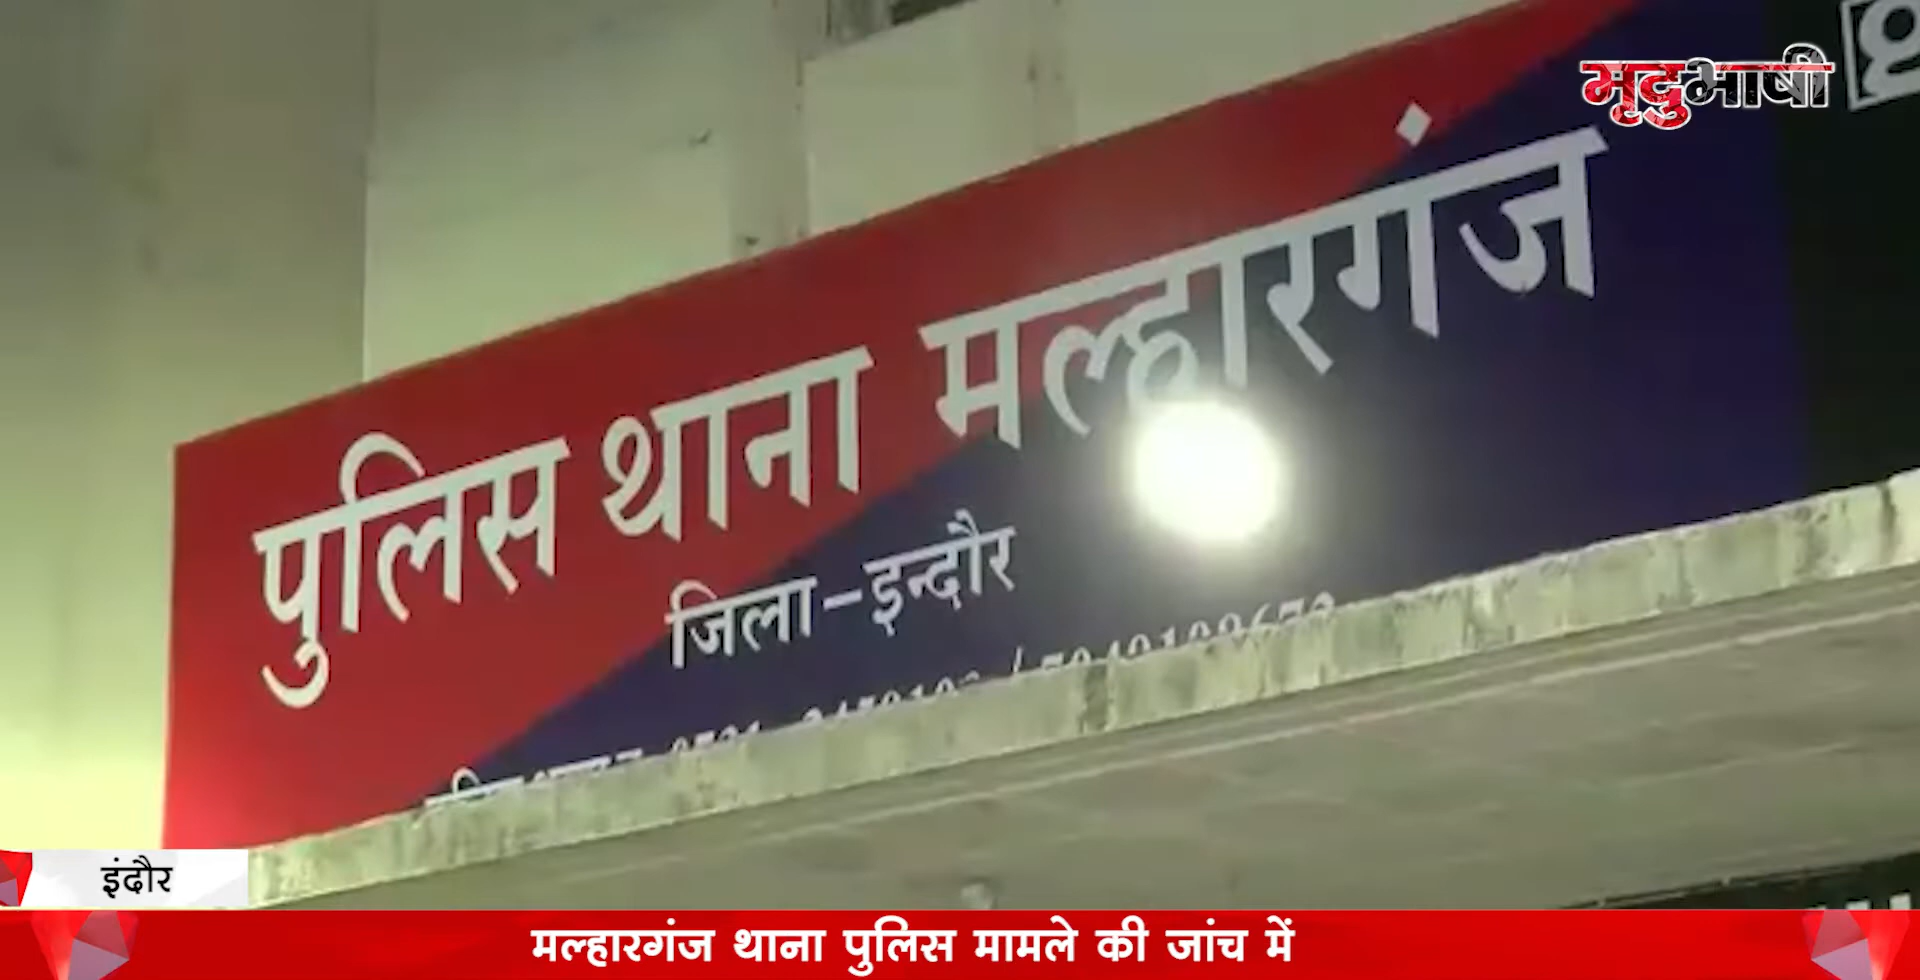 मृदुभाषी
पुलिस थाना मल्हारगंज
जिला-इन्दौर
इंदौर
मल्हारगंज थाना पुलिस मामले की जांच में